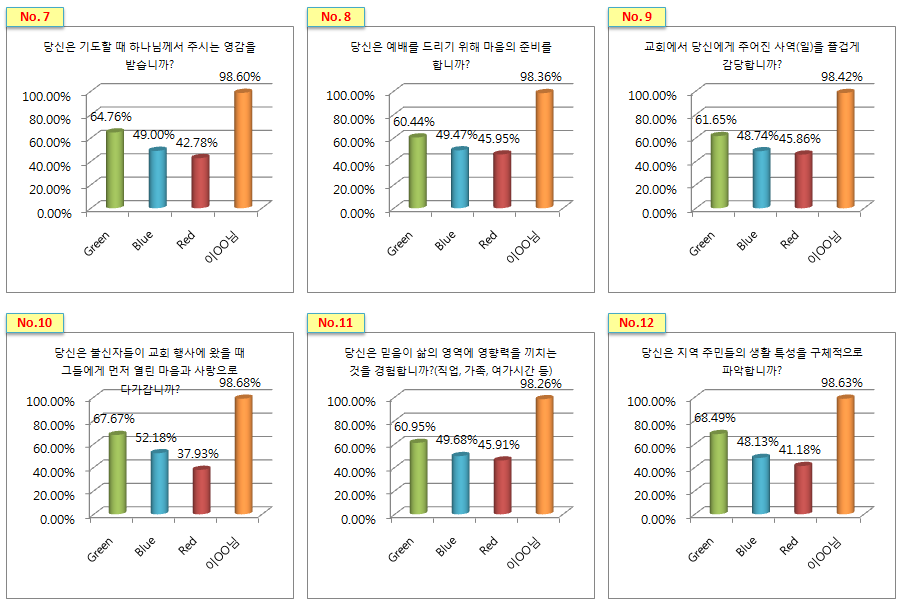 No. 7
당신은 기도할 때 하나님께서 주시는 영감을
받습니까?
98.60%
100.00%
64.76%
80.00%
49.00%
42.78%
60.00%
40.00%
20.00%
0.00%
Green
Blue
Red
이OO님
No. 8
당신은 예배를 드리기 위해 마음의 준비를
합니까?
98.36%
100.00%
60.44%
80.00%
49.47%
45.95%
60.00%
40.00%
20.00%
0.00%
Green
Blue
Red
이OO님
No. 9
교회에서 당신에게 주어진 사역(일)을 즐겁게
감당합니까?
98.42%
100.00%
61.65%
80.00%
48.74%
45.86%
60.00%
40.00%
20.00%
0.00%
Green
Blue
Red
이OO님
No.10
당신은 불신자들이 교회 행사에 왔을 때
그들에게 먼저 열린 마음과 사랑으로
다가갑니까?
98.68%
100.00%
67.67%
80.00%
52.18%
37.93%
60.00%
40.00%
20.00%
0.00%
Green
Blue
Red
이OO님
No.11
당신은 믿음이 삶의 영역에 영향력을 끼치는
것을 경험합니까?(직업, 가족, 여가시간 등)
98.26%
100.00%
60.95%
80.00%
49.68%
45.91%
60.00%
40.00%
20.00%
0.00%
Green
Blue
Red
이OO님
No.12
당신은 지역 주민들의 생활 특성을 구체적으로
파악합니까?
98.63%
100.00%
68.49%
80.00%
48.13%
41.18%
60.00%
40.00%
20.00%
0.00%
Green
Blue
Red
이OO님